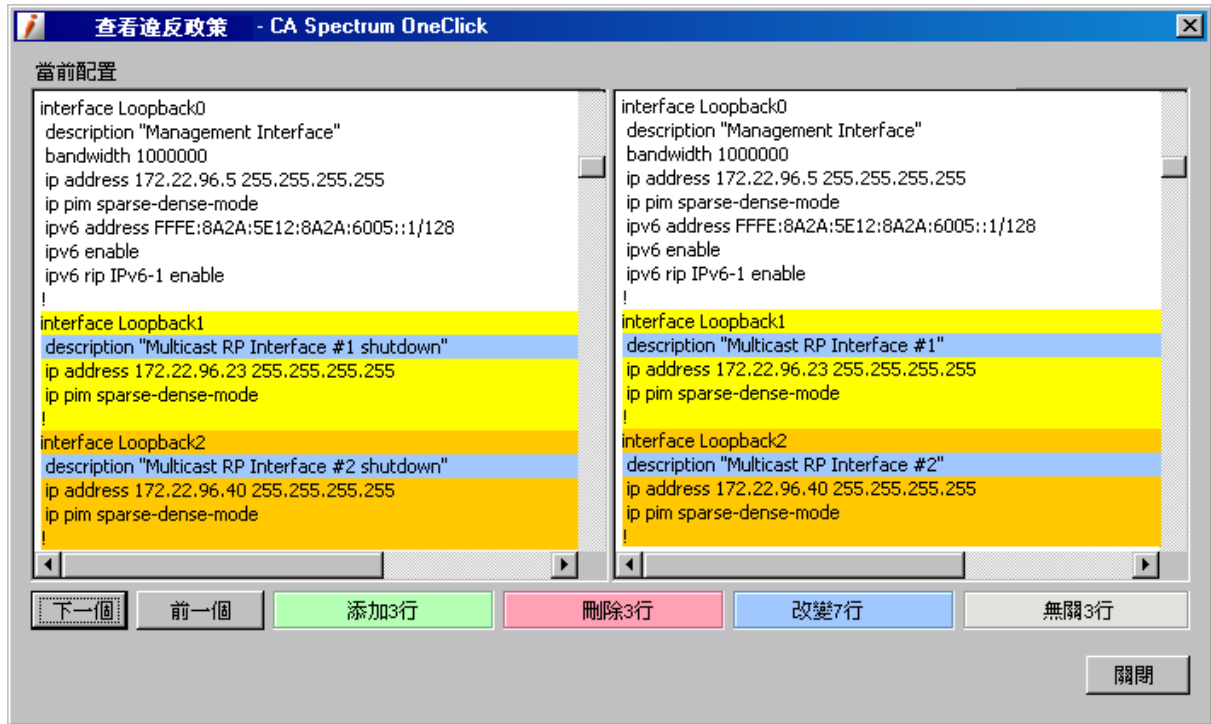 查看違反政策 - CA Spectrum OneClick
當前配置
interface Loopback0
description "Management Interface"
bandwidth 1000000
ip address 172.22.96.5 255.255.255.255
ip pim sparse-dense-mode
ipv6 address FFFE:8A2A:5E12:8A2A:6005::1/128
ipv6 enable
ipv6 rip IPv6-1 enable
!
interface Loopback1
description "Multicast RP Interface #1 shutdown"
ip address 172.22.96.23 255.255.255.255
ip pim sparse-dense-mode
!
interface Loopback2
description "Multicast RP Interface #2 shutdown"
ip address 172.22.96.40 255.255.255.255
ip pim sparse-dense-mode
!
interface Loopback0
description "Management Interface"
bandwidth 1000000
ip address 172.22.96.5 255.255.255.255
ip pim sparse-dense-mode
ipv6 address FFFE:8A2A:5E12:8A2A:6005::1/128
ipv6 enable
ipv6 rip IPv6-1 enable
!
interface Loopback1
description "Multicast RP Interface #1"
ip address 172.22.96.23 255.255.255.255
ip pim sparse-dense-mode
!
interface Loopback2
description "Multicast RP Interface #2"
ip address 172.22.96.40 255.255.255.255
ip pim sparse-dense-mode
!
下一個 前一個 添加3行 刪除3行 改變7行 無關3行
關閉